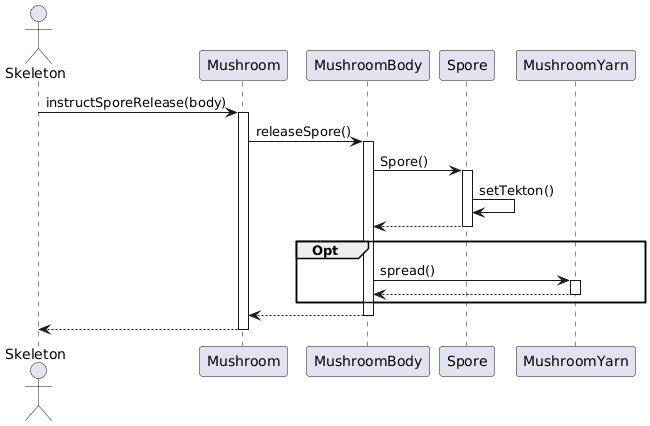 Skeleton
Mushroom MushroomBody Spore MushroomYarn
instructSporeRelease(body)
releaseSpore()
Spore()
setTekton()
Opt
spread()
Skeleton
Mushroom MushroomBody Spore MushroomYarn